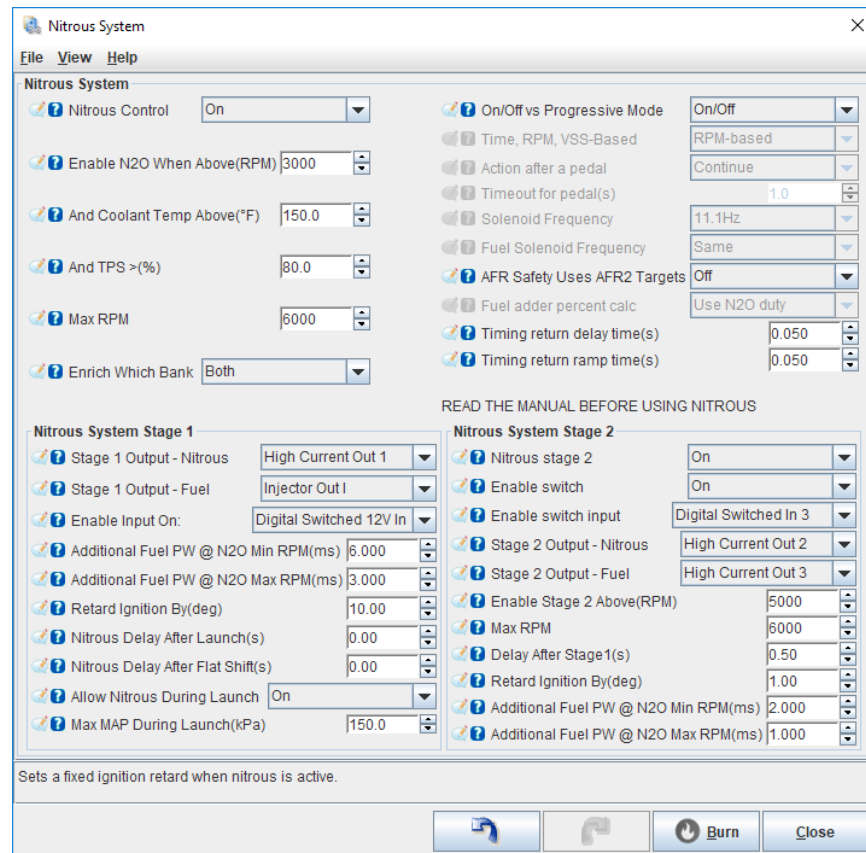 Nitrous System
File View Help
Nitrous System
Nitrous Control On
Enable N2O When Above(RPM) 3000
And Coolant Temp Above(°F) 150.0
And TPS >(%) 80.0
Max RPM 6000
Enrich Which Bank Both
On/Off vs Progressive Mode On/Off
Time, RPM, VSS-Based RPM-based
Action after a pedal Continue
Timeout for pedal(s) 1.0
Solenoid Frequency 11.1Hz
Fuel Solenoid Frequency Same
AFR Safety Uses AFR2 Targets Off
Fuel adder percent calc Use N2O duty
Timing return delay time(s) 0.050
Timing return ramp time(s) 0.050
READ THE MANUAL BEFORE USING NITROUS
Nitrous System Stage 1
Stage 1 Output - Nitrous High Current Out 1
Stage 1 Output - Fuel Injector Out I
Enable Input On: Digital Switched 12V In
Additional Fuel PW @ N2O Min RPM(ms) 6.000
Additional Fuel PW @ N2O Max RPM(ms) 3.000
Retard Ignition By(deg) 10.00
Nitrous Delay After Launch(s) 0.00
Nitrous Delay After Flat Shift(s) 0.00
Allow Nitrous During Launch On
Max MAP During Launch(kPa) 150.0
Nitrous System Stage 2
Nitrous stage 2 On
Enable switch On
Enable switch input Digital Switched In 3
Stage 2 Output - Nitrous High Current Out 2
Stage 2 Output - Fuel High Current Out 3
Enable Stage 2 Above(RPM) 5000
Max RPM 6000
Delay After Stage1(s) 0.50
Retard Ignition By(deg) 1.00
Additional Fuel PW @ N2O Min RPM(ms) 2.000
Additional Fuel PW @ N2O Max RPM(ms) 1.000
Sets a fixed ignition retard when nitrous is active.
Burn Close